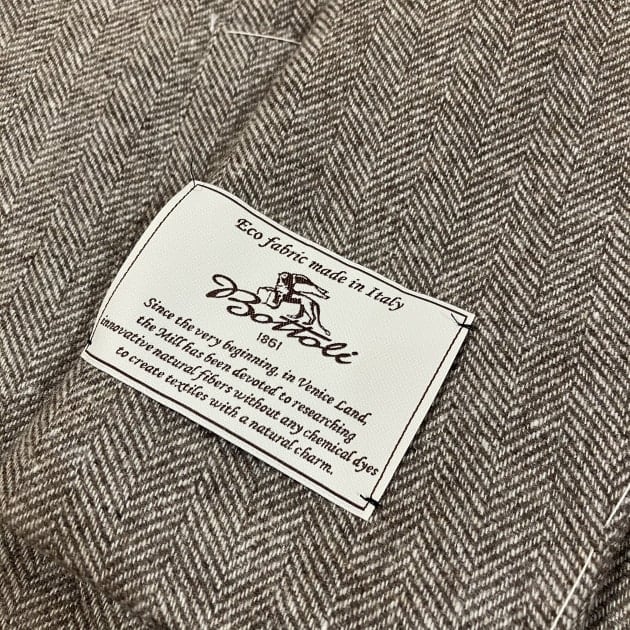 Eco fabric made in Italy
Bottoli
1861
Since the very beginning, in Venice Land,
the Mill has been devoted to researching
innovative natural fibers without any chemical dyes
to create textiles with a natural charm.